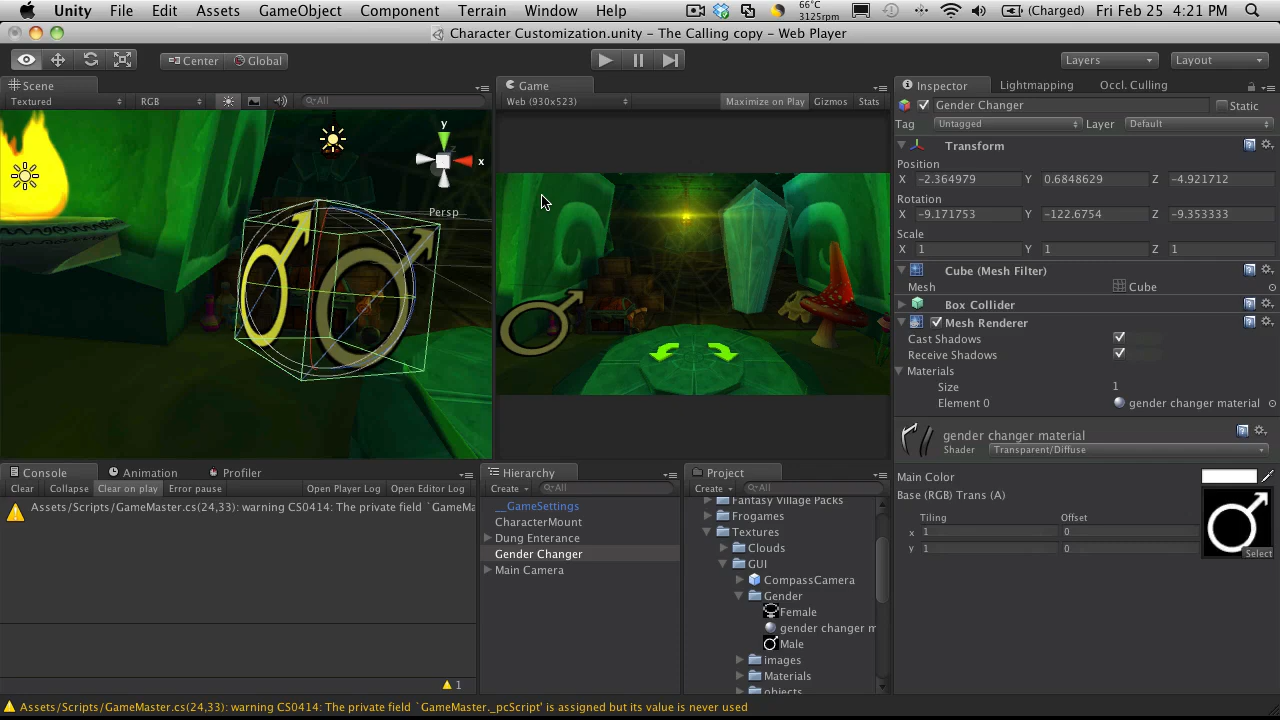 Unity File Edit Assets GameObject Component Terrain Window Help 66°C 3125rpm (Charged) Fri Feb 25 4:21 PM
Character Customization.unity - The Calling copy - Web Player
Center Global Layers Layout
Scene
Textured RGB All
y
x
Persp
Game
Web (930x523) Maximize on Play Gizmos Stats
Inspector Lightmapping Occl. Culling
Gender Changer Static
Tag Untagged Layer Default
Transform
Position
X -2.364979 Y 0.6848629 Z -4.921712
Rotation
X -9.171753 Y -122.6754 Z -9.353333
Scale
X 1 Y 1 Z 1
Cube (Mesh Filter)
Mesh Cube
Box Collider
Mesh Renderer
Cast Shadows
Receive Shadows
Materials
Size 1
Element 0 gender changer material
gender changer material
Shader Transparent/Diffuse
Main Color
Base (RGB) Trans (A)
Tiling Offset
x 1 0
y 1 0
Select
Console Animation Profiler
Clear Collapse Clear on play Error pause Open Player Log Open Editor Log
Assets/Scripts/GameMaster.cs(24,33): warning CS0414: The private field `GameMa
1
Hierarchy
Create All
__GameSettings
CharacterMount
Dung Enterance
Gender Changer
Main Camera
Project
Create All
Fantasy Village Packs
Frogames
Textures
Clouds
GUI
CompassCamera
Gender
Female
gender changer m
Male
images
Materials
objects
Assets/Scripts/GameMaster.cs(24,33): warning CS0414: The private field `GameMaster._pcScript' is assigned but its value is never used